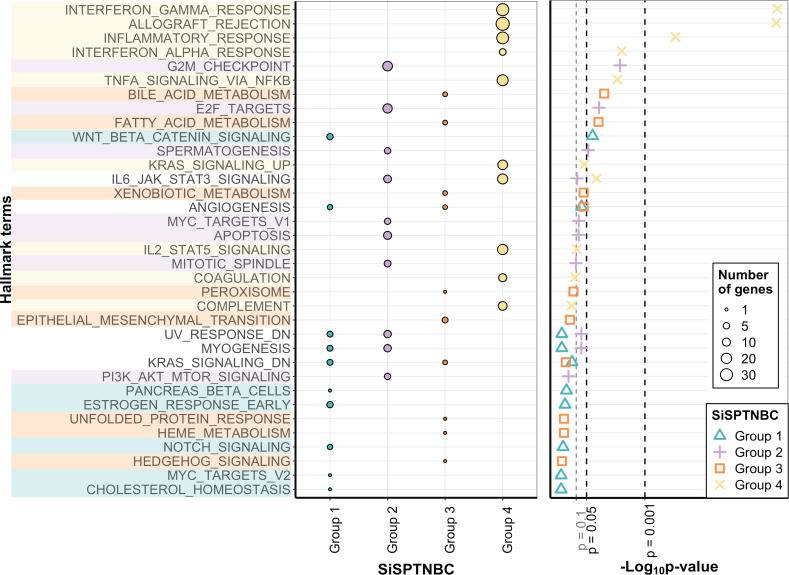 Hallmark terms
INTERFERON_GAMMA_RESPONSE
ALLOGRAFT_REJECTION
INFLAMMATORY_RESPONSE
INTERFERON_ALPHA_RESPONSE
G2M_CHECKPOINT
TNFA_SIGNALING_VIA_NFKB
BILE_ACID_METABOLISM
E2F_TARGETS
FATTY_ACID_METABOLISM
WNT_BETA_CATENIN_SIGNALING
SPERMATOGENESIS
KRAS_SIGNALING_UP
IL6_JAK_STAT3_SIGNALING
XENOBIOTIC_METABOLISM
ANGIOGENESIS
MYC_TARGETS_V1
APOPTOSIS
IL2_STAT5_SIGNALING
MITOTIC_SPINDLE
COAGULATION
PEROXISOME
COMPLEMENT
EPITHELIAL_MESENCHYMAL_TRANSITION
UV_RESPONSE_DN
MYOGENESIS
KRAS_SIGNALING_DN
PI3K_AKT_MTOR_SIGNALING
PANCREAS_BETA_CELLS
ESTROGEN_RESPONSE_EARLY
UNFOLDED_PROTEIN_RESPONSE
HEME_METABOLISM
NOTCH_SIGNALING
HEDGEHOG_SIGNALING
MYC_TARGETS_V2
CHOLESTEROL_HOMEOSTASIS
Group 1
Group 2
Group 3
Group 4
SiSPTNBC
Number
of genes
1
5
10
20
30
SiSPTNBC
Group 1
Group 2
Group 3
Group 4
p = 0.1
p = 0.05
p = 0.001
-Log10p-value